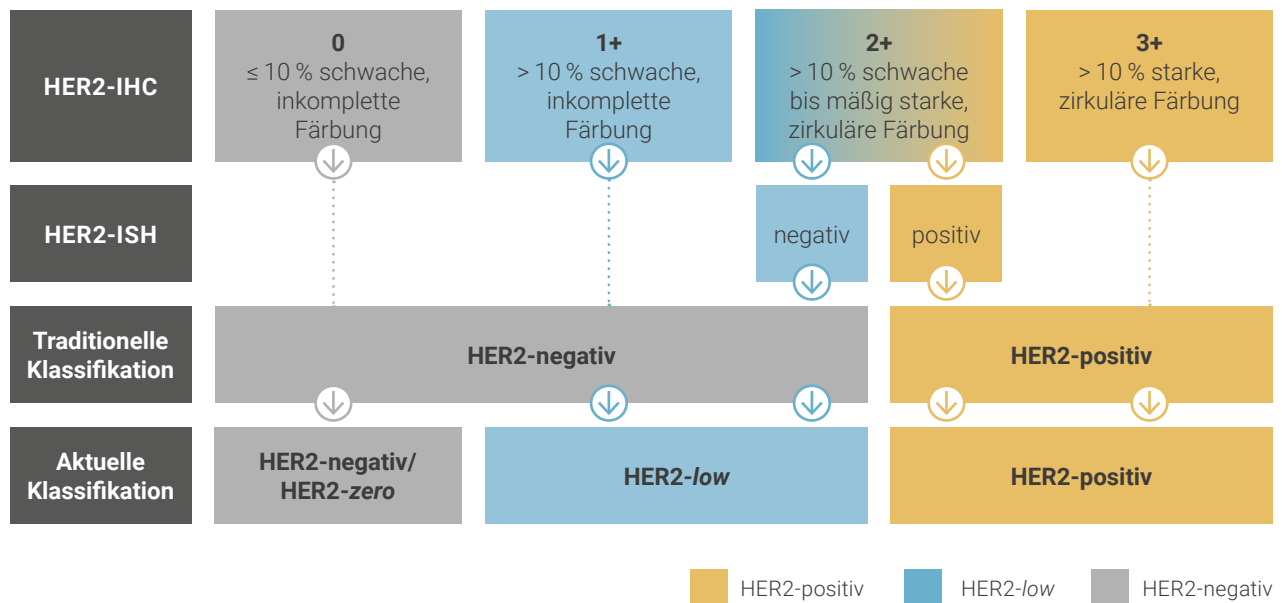 HER2-IHC
0
≤ 10 % schwache,
inkomplette
Färbung
1+
> 10 % schwache,
inkomplette
Färbung
2+
> 10 % schwache
bis mäßig starke,
zirkuläre Färbung
3+
> 10 % starke,
zirkuläre Färbung
HER2-ISH
negativ
positiv
Traditionelle
Klassifikation
HER2-negativ
HER2-positiv
Aktuelle
Klassifikation
HER2-negativ/
HER2-zero
HER2-low
HER2-positiv
HER2-positiv
HER2-low
HER2-negativ